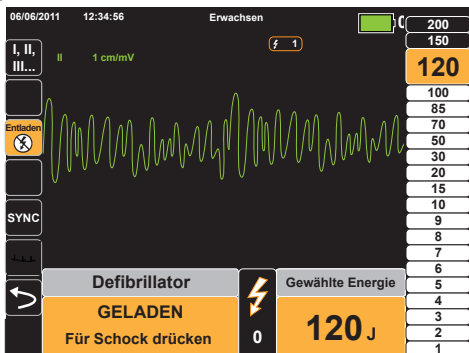 06/06/2011 12:34:56 Erwachsen
I, II,
III...
II 1 cm/mV
1
Entladen
SYNC
200
150
120
100
85
70
50
30
20
15
10
9
8
7
6
5
4
3
2
1
Defibrillator
GELADEN
Für Schock drücken
0
Gewählte Energie
120 J